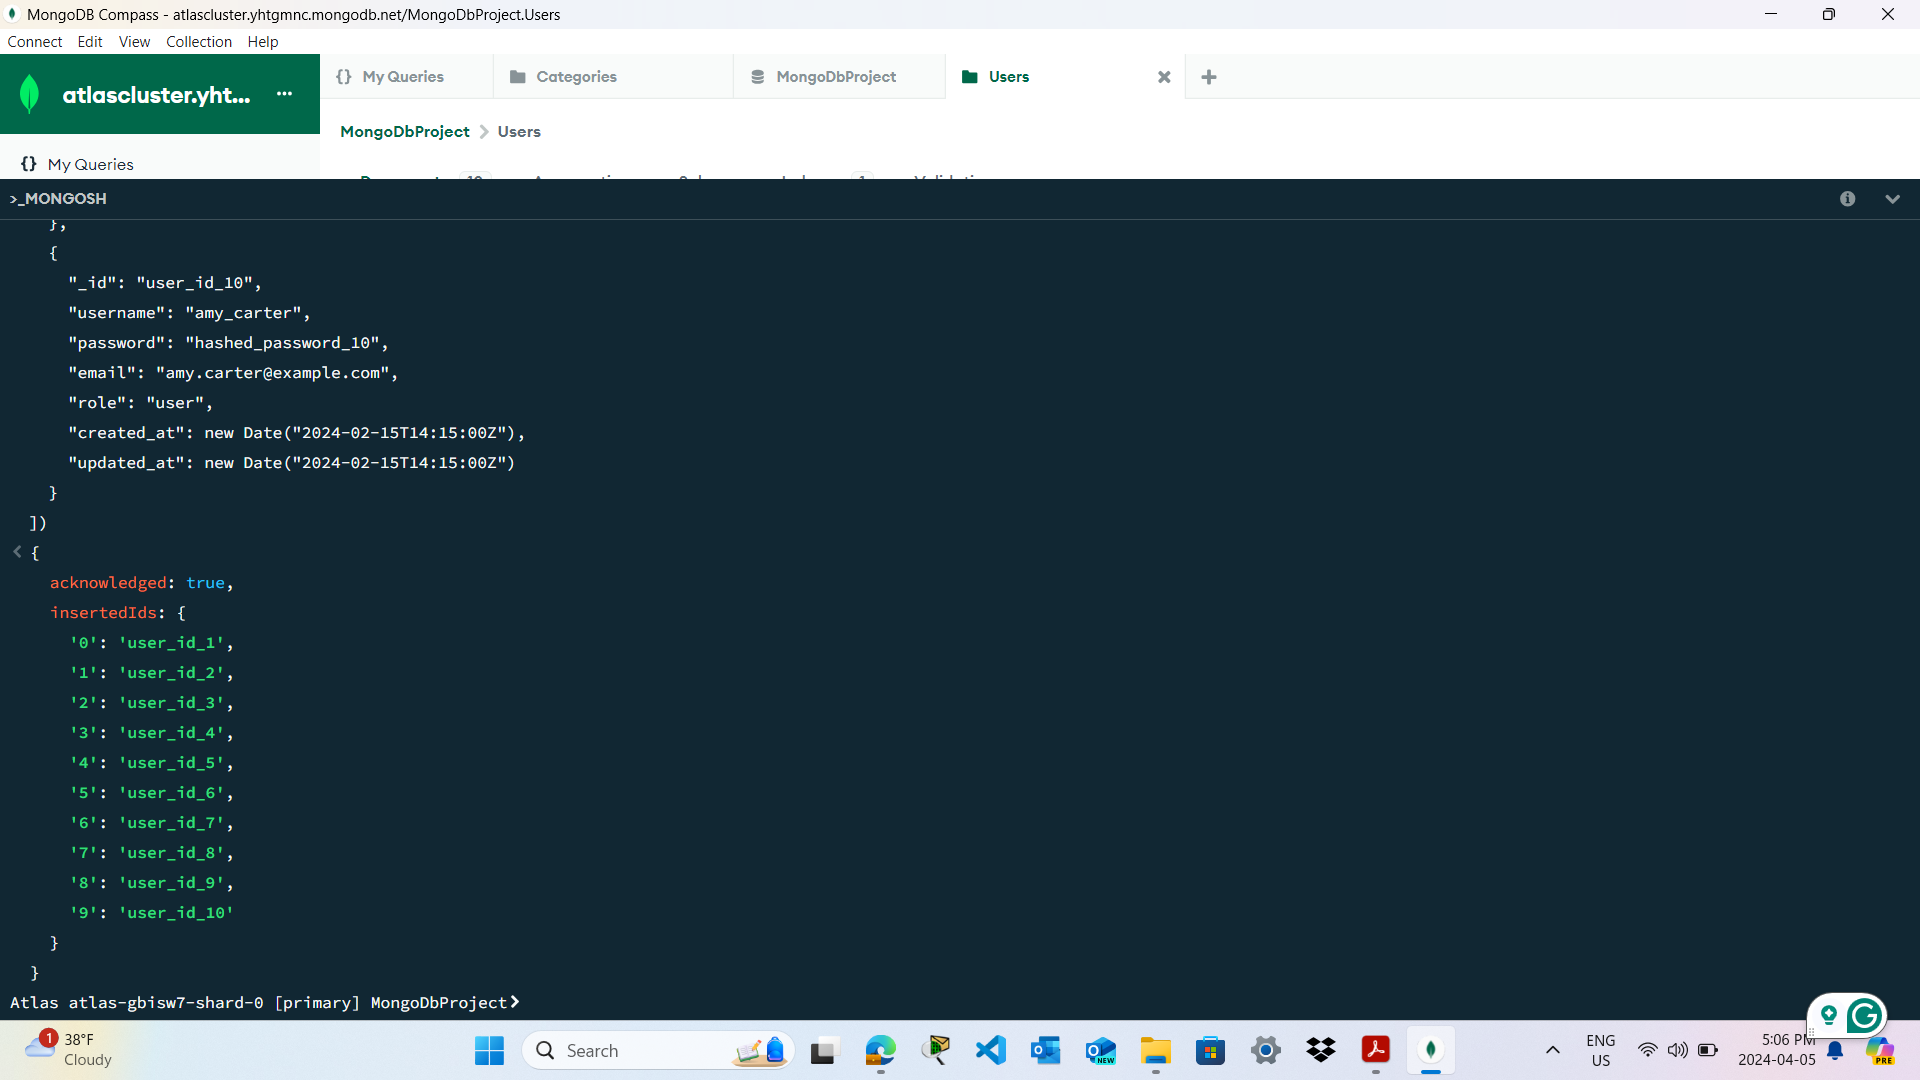 MongoDB Compass - atlascluster.yhtgmnc.mongodb.net/MongoDbProject.Users
Connect Edit View Collection Help
atlascluster.yht... ...
{} My Queries Categories MongoDbProject Users
MongoDbProject > Users
{} My Queries
>_MONGOSH
},
{
"_id": "user_id_10",
"username": "amy_carter",
"password": "hashed_password_10",
"email": "amy.carter@example.com",
"role": "user",
"created_at": new Date("2024-02-15T14:15:00Z"),
"updated_at": new Date("2024-02-15T14:15:00Z")
}
])
< {
acknowledged: true,
insertedIds: {
'0': 'user_id_1',
'1': 'user_id_2',
'2': 'user_id_3',
'3': 'user_id_4',
'4': 'user_id_5',
'5': 'user_id_6',
'6': 'user_id_7',
'7': 'user_id_8',
'8': 'user_id_9',
'9': 'user_id_10'
}
}
Atlas atlas-gbisw7-shard-0 [primary] MongoDbProject>
1
38°F
Cloudy
Search
NEW
ENG
US
5:06 PM
2024-04-05
PRE